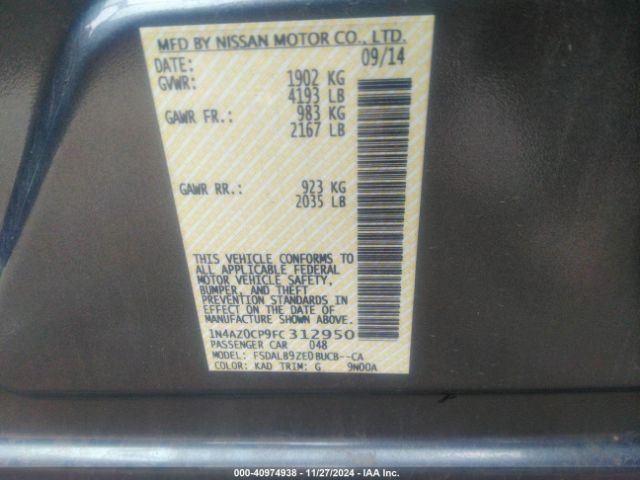 MFD BY NISSAN MOTOR CO., LTD.
DATE: 09/14
GVWR: 1902 KG
4193 LB
GAWR FR.: 983 KG
2167 LB
GAWR RR.: 923 KG
2035 LB
THIS VEHICLE CONFORMS TO
ALL APPLICABLE FEDERAL
MOTOR VEHICLE SAFETY,
BUMPER, AND THEFT
PREVENTION STANDARDS IN
EFFECT ON THE DATE OF
MANUFACTURE SHOWN ABOVE.
1N4AZ0CP9FC312950
PASSENGER CAR 048
MODEL: FSDALB9ZE0BUCB--CA
COLOR: KAD TRIM: G 9N00A
000-40974938 - 11/27/2024 - IAA Inc.